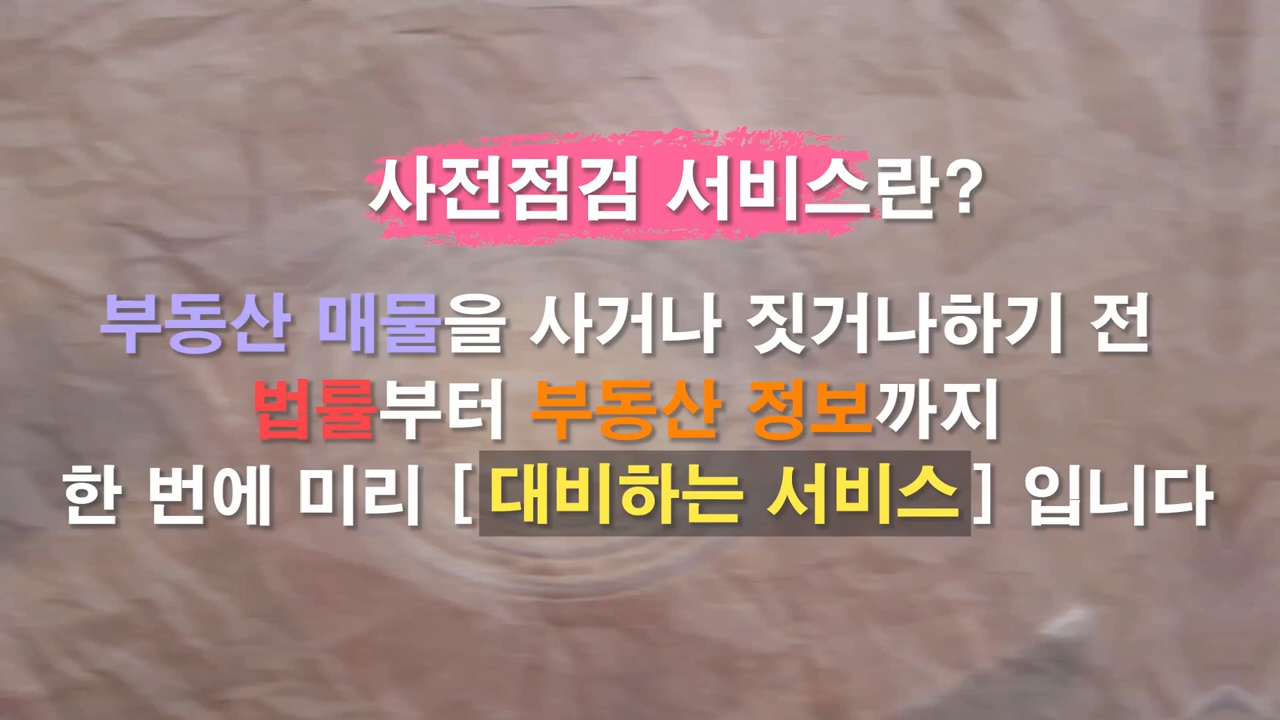 사전점검 서비스란?
부동산 매물을 사거나 짓거나하기 전
법률부터 부동산 정보까지
한 번에 미리 [대비하는 서비스] 입니다